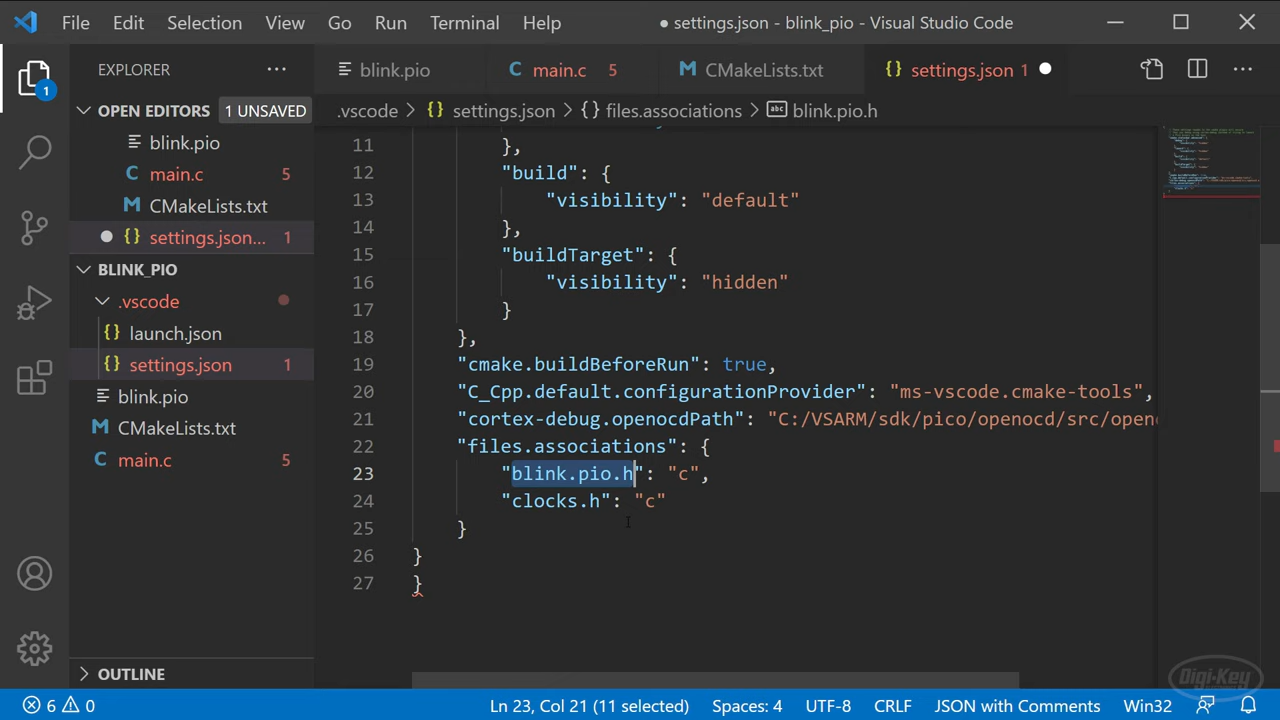 File Edit Selection View Go Run Terminal Help ● settings.json - blink_pio - Visual Studio Code
EXPLORER ···
blink.pio
main.c 5
CMakeLists.txt
settings.json 1
OPEN EDITORS 1 UNSAVED
.vscode > settings.json > files.associations > blink.pio.h
blink.pio
main.c 5
CMakeLists.txt
settings.json... 1
BLINK_PIO
.vscode
launch.json
settings.json 1
blink.pio
CMakeLists.txt
main.c 5
OUTLINE
1
11 },
12 "build": {
13 "visibility": "default"
14 },
15 "buildTarget": {
16 "visibility": "hidden"
17 }
18 },
19 "cmake.buildBeforeRun": true,
20 "C_Cpp.default.configurationProvider": "ms-vscode.cmake-tools",
21 "cortex-debug.openocdPath": "C:/VSARM/sdk/pico/openocd/src/openo
22 "files.associations": {
23 "blink.pio.h": "c",
24 "clocks.h": "c"
25 }
26 }
27 }
Digi-Key
6 0 Ln 23, Col 21 (11 selected) Spaces: 4 UTF-8 CRLF JSON with Comments Win32